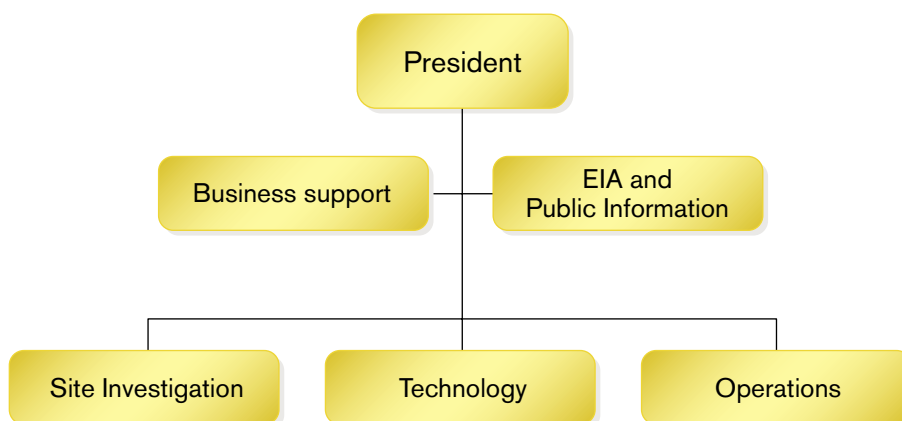 President
Business support
EIA and
Public Information
Site Investigation
Technology
Operations